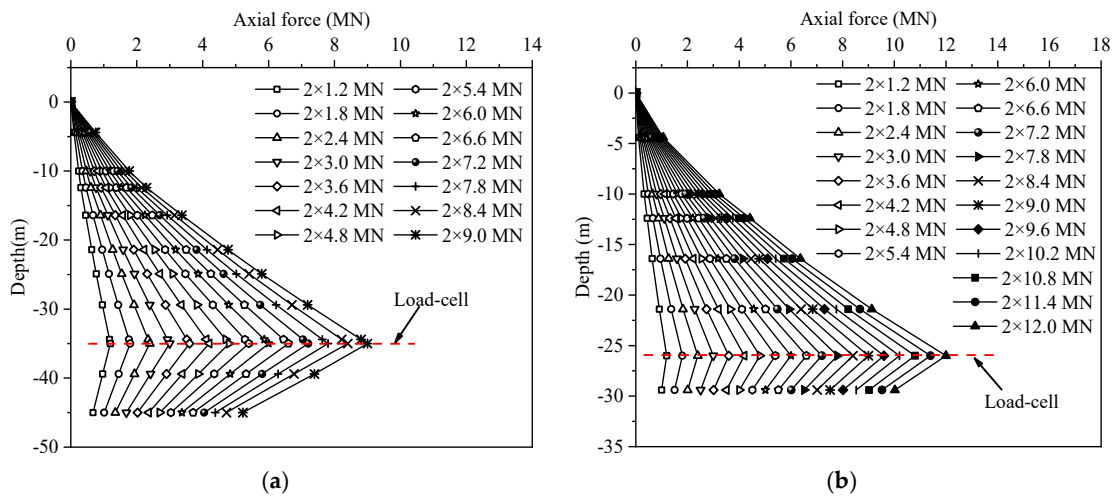 Axial force (MN)
0 2 4 6 8 10 12 14
Depth(m)
0
-10
-20
-30
-40
-50
2×1.2 MN 2×5.4 MN
2×1.8 MN 2×6.0 MN
2×2.4 MN 2×6.6 MN
2×3.0 MN 2×7.2 MN
2×3.6 MN 2×7.8 MN
2×4.2 MN 2×8.4 MN
2×4.8 MN 2×9.0 MN
Load-cell
(a)
Axial force (MN)
0 2 4 6 8 10 12 14 16 18
Depth (m)
0
-5
-10
-15
-20
-25
-30
-35
2×1.2 MN 2×6.0 MN
2×1.8 MN 2×6.6 MN
2×2.4 MN 2×7.2 MN
2×3.0 MN 2×7.8 MN
2×3.6 MN 2×8.4 MN
2×4.2 MN 2×9.0 MN
2×4.8 MN 2×9.6 MN
2×5.4 MN 2×10.2 MN
2×10.8 MN
2×11.4 MN
2×12.0 MN
Load-cell
(b)